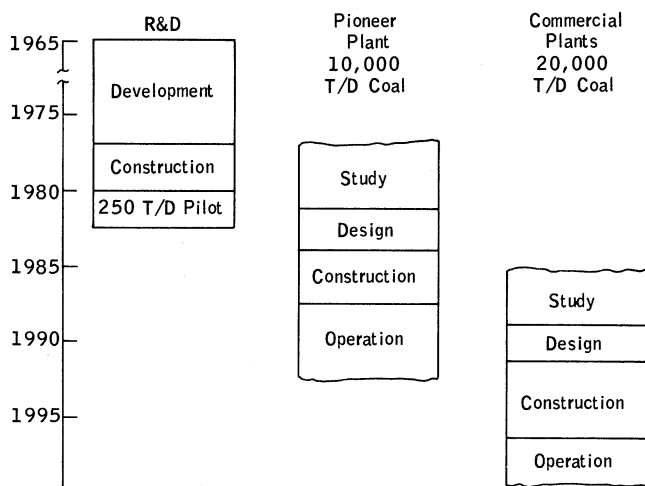 R&D
Pioneer
Plant
10,000
T/D Coal
Commercial
Plants
20,000
T/D Coal
1965
1975
1980
1985
1990
1995
Development
Construction
250 T/D Pilot
Study
Design
Construction
Operation
Study
Design
Construction
Operation